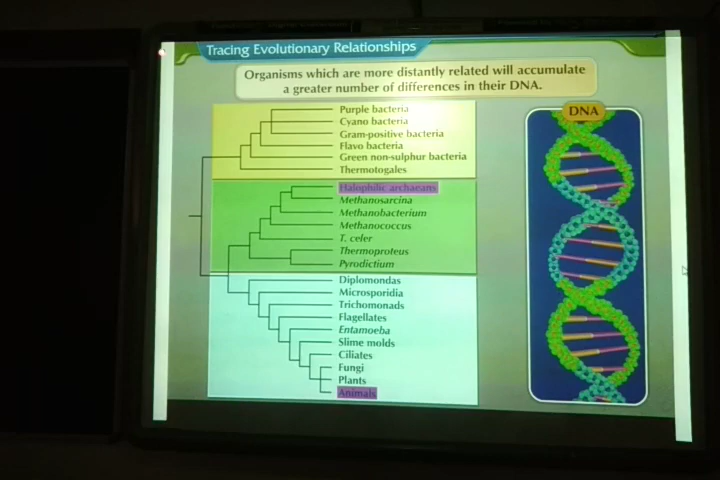 Tracing Evolutionary Relationships
Organisms which are more distantly related will accumulate
a greater number of differences in their DNA.
DNA
Purple bacteria
Cyano bacteria
Gram-positive bacteria
Flavo bacteria
Green non-sulphur bacteria
Thermotogales
Halophilic archaeans
Methanosarcina
Methanobacterium
Methanococcus
T. celer
Thermoproteus
Pyrodictium
Diplomondas
Microsporidia
Trichomonads
Flagellates
Entamoeba
Slime molds
Ciliates
Fungi
Plants
Animals